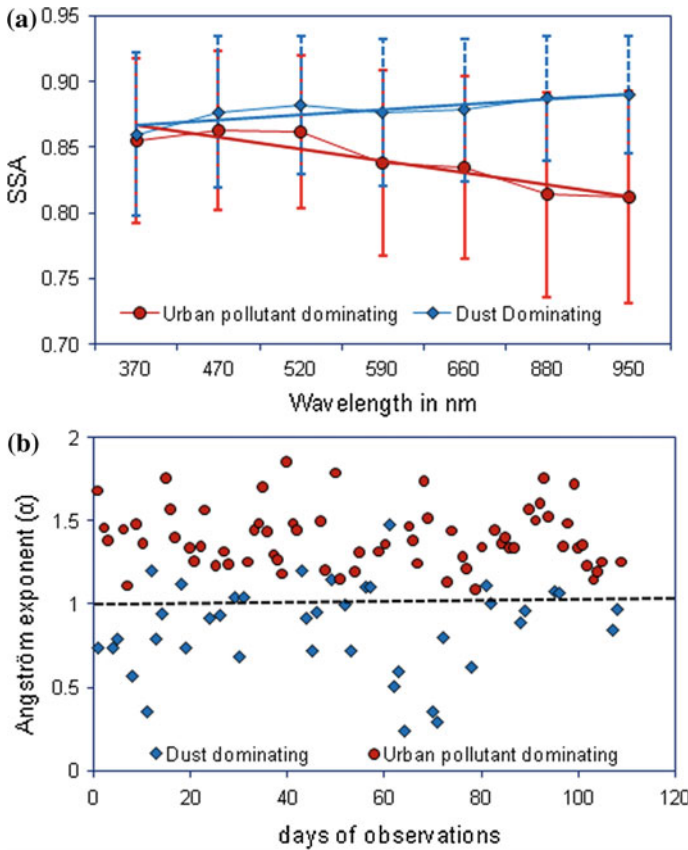 (a)
0.95
0.90
0.85
0.80
0.75
0.70
SSA
Urban pollutant dominating
Dust Dominating
370 470 520 590 660 880 950
Wavelength in nm
(b)
2
1.5
1
0.5
0
Angström exponent (α)
Dust dominating
Urban pollutant dominating
0 20 40 60 80 100 120
days of observations